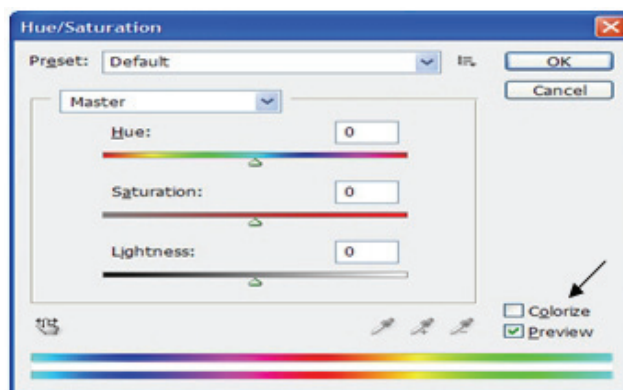 Hue/Saturation
Preset: Default
OK
Cancel
Master
Hue: 0
Saturation: 0
Lightness: 0
Colorize
Preview